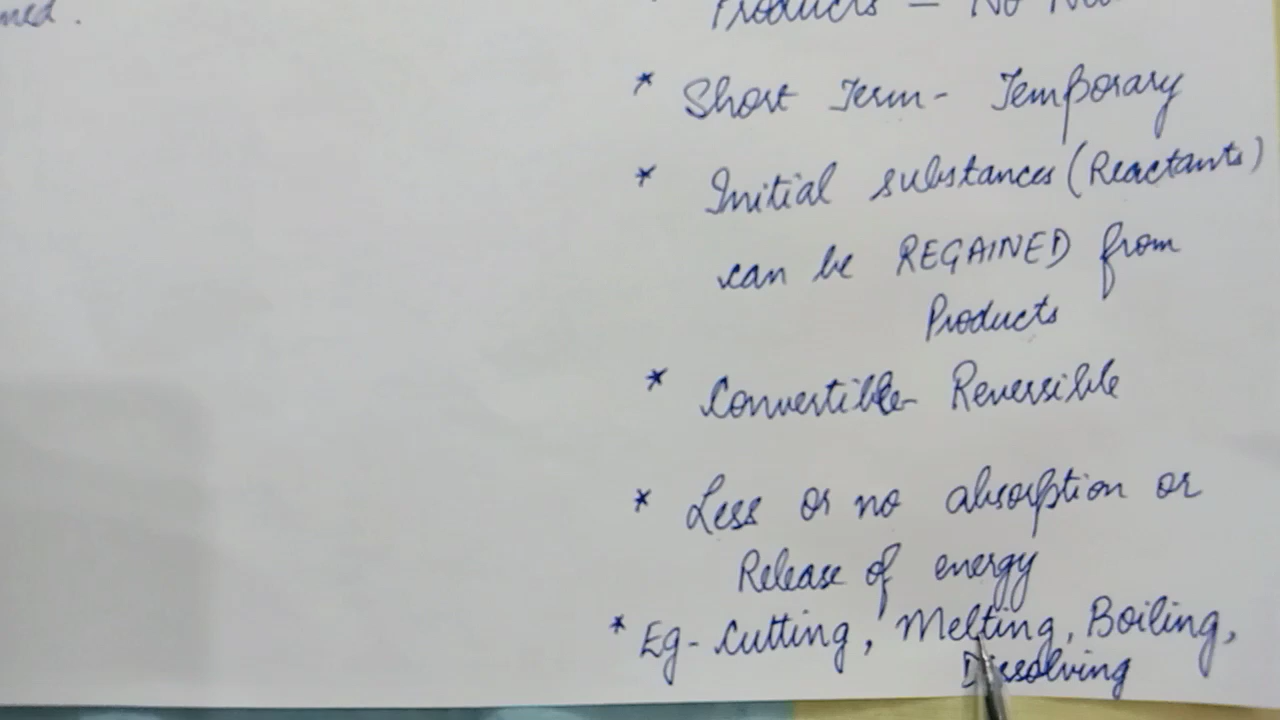 Products - No
* Short Term - Temporary
* Initial substances (Reactants)
can be REGAINED from
Products
* Convertible - Reversible
* Less or no absorption or
Release of energy
* Eg - Cutting, Melting, Boiling,
Dissolving